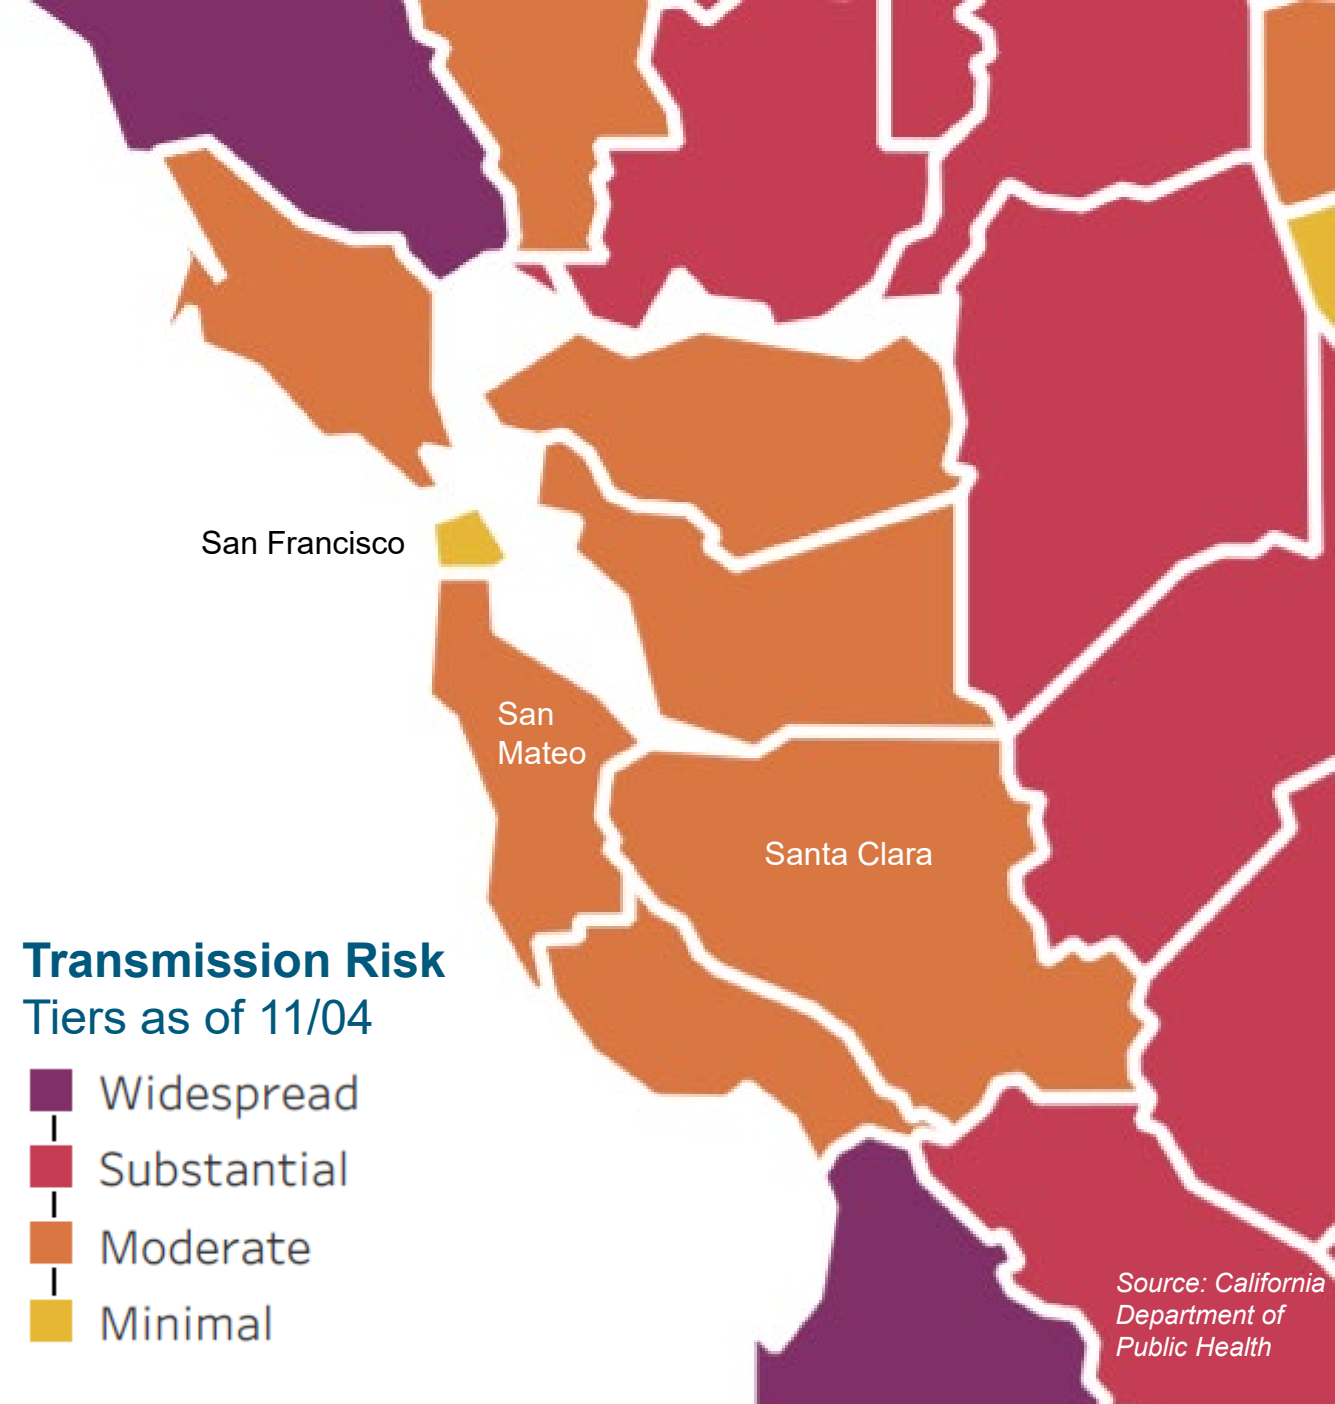 San Francisco
San
Mateo
Santa Clara
Transmission Risk
Tiers as of 11/04
Widespread
Substantial
Moderate
Minimal
Source: California
Department of
Public Health